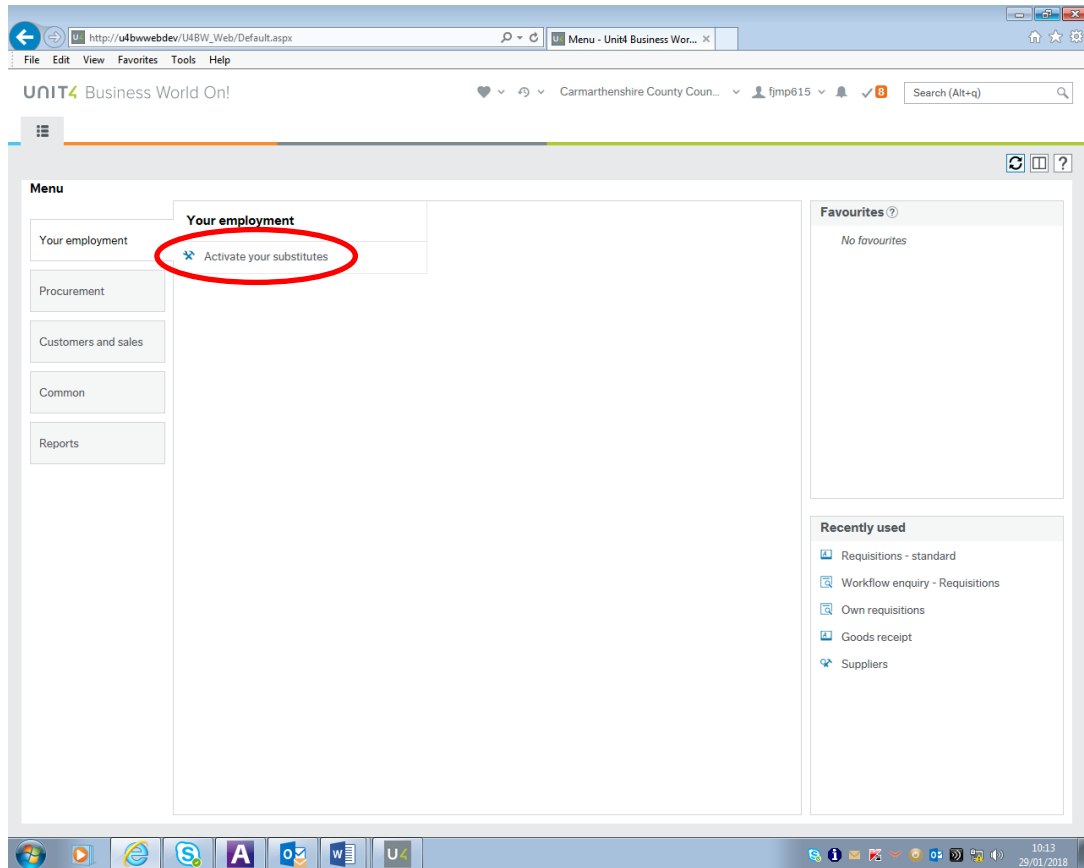 http://u4bwwebdev/U4BW_Web/Default.aspx
Menu - Unit4 Business Wor...
File Edit View Favorites Tools Help
UNIT4 Business World On!
Carmarthenshire County Coun...
fjmp615
8
Search (Alt+q)
?
Menu
Your employment
Procurement
Customers and sales
Common
Reports
Your employment
Activate your substitutes
Favourites ?
No favourites
Recently used
Requisitions - standard
Workflow enquiry - Requisitions
Own requisitions
Goods receipt
Suppliers
10:13
29/01/2018